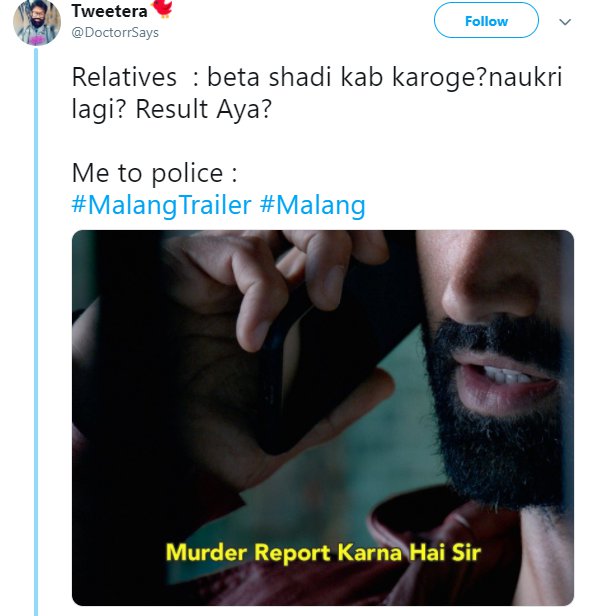 Tweetera
@DoctorrSays
Follow
Relatives  : beta shadi kab karoge?naukri
lagi? Result Aya?
Me to police :
#MalangTrailer #Malang
Murder Report Karna Hai Sir